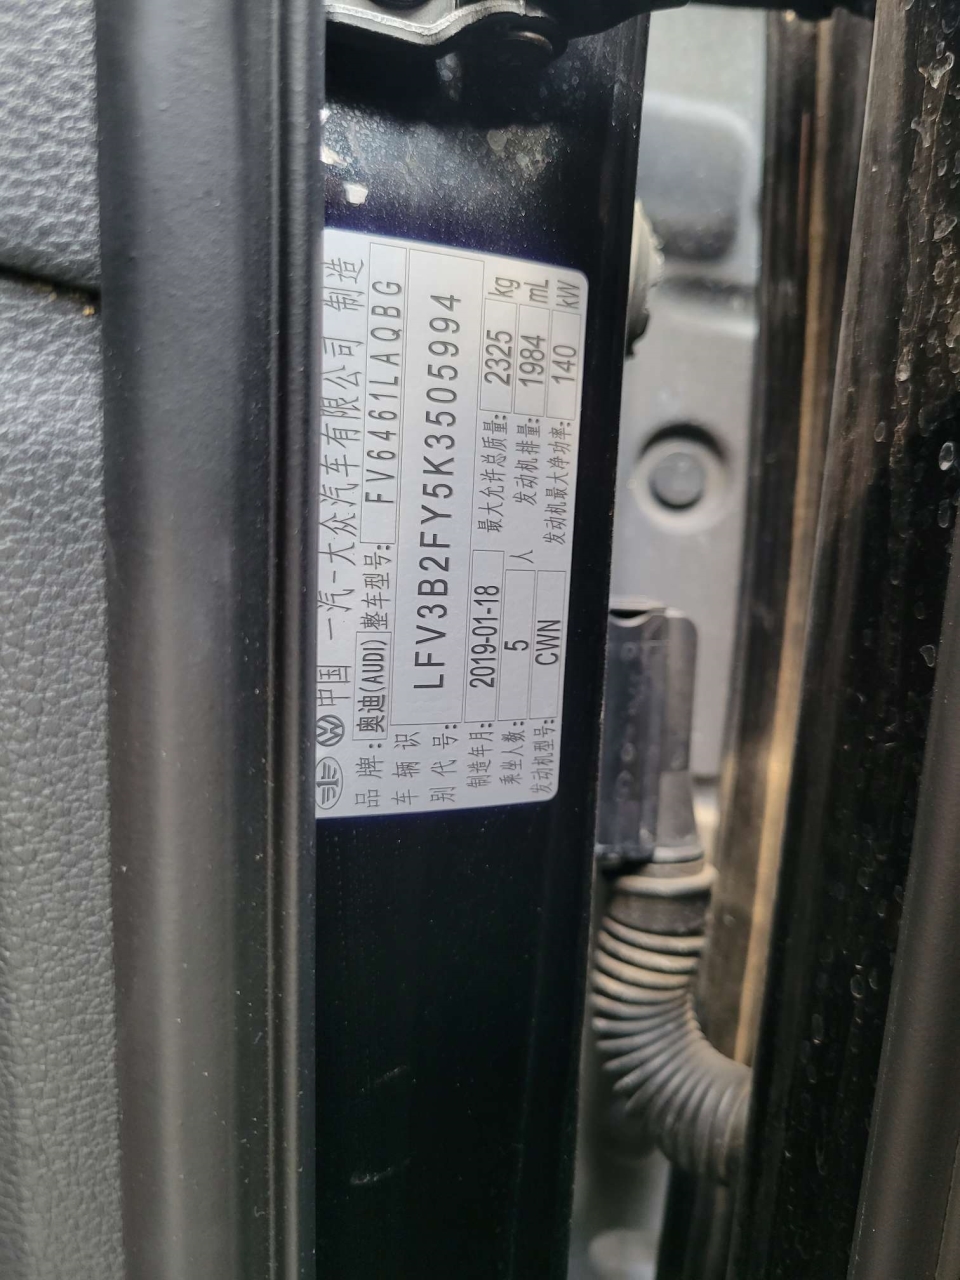 中国 一汽-大众汽车有限公司 制造
品牌: 奥迪(AUDI) 整车型号: FV6461LAQBG
车辆识别代号: LFV3B2FY5K3505994
制造年月: 2019-01-18 最大允许总质量: 2325 kg
乘坐人数: 5 人 发动机排量: 1984 mL
发动机型号: CWN 发动机最大净功率: 140 kW